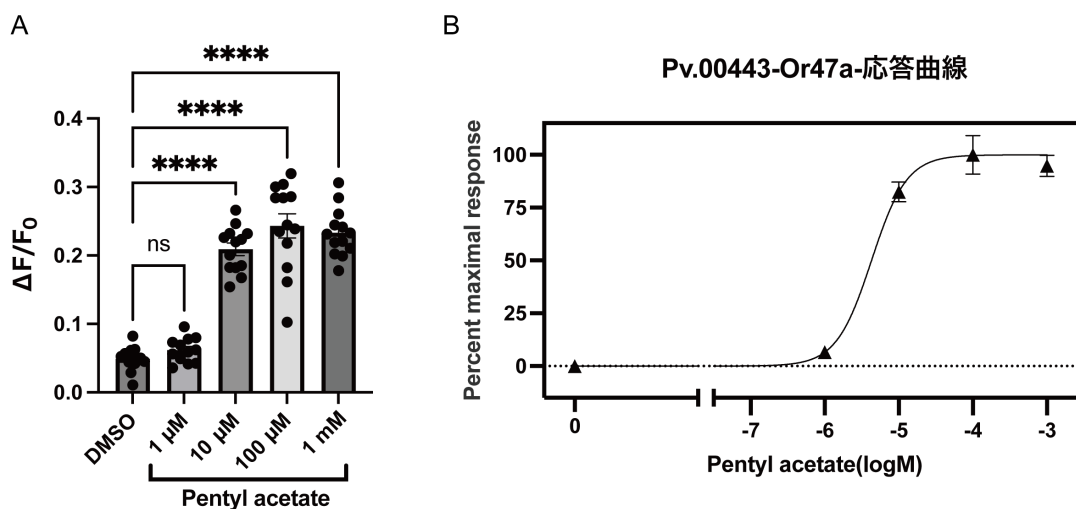 A
****
****
****
ns
ΔF/F0
0.4
0.3
0.2
0.1
0.0
DMSO
1 μM
10 μM
100 μM
1 mM
Pentyl acetate
B
Pv.00443-Or47a-応答曲線
Percent maximal response
100
75
50
25
0
0
-7
-6
-5
-4
-3
Pentyl acetate(logM)